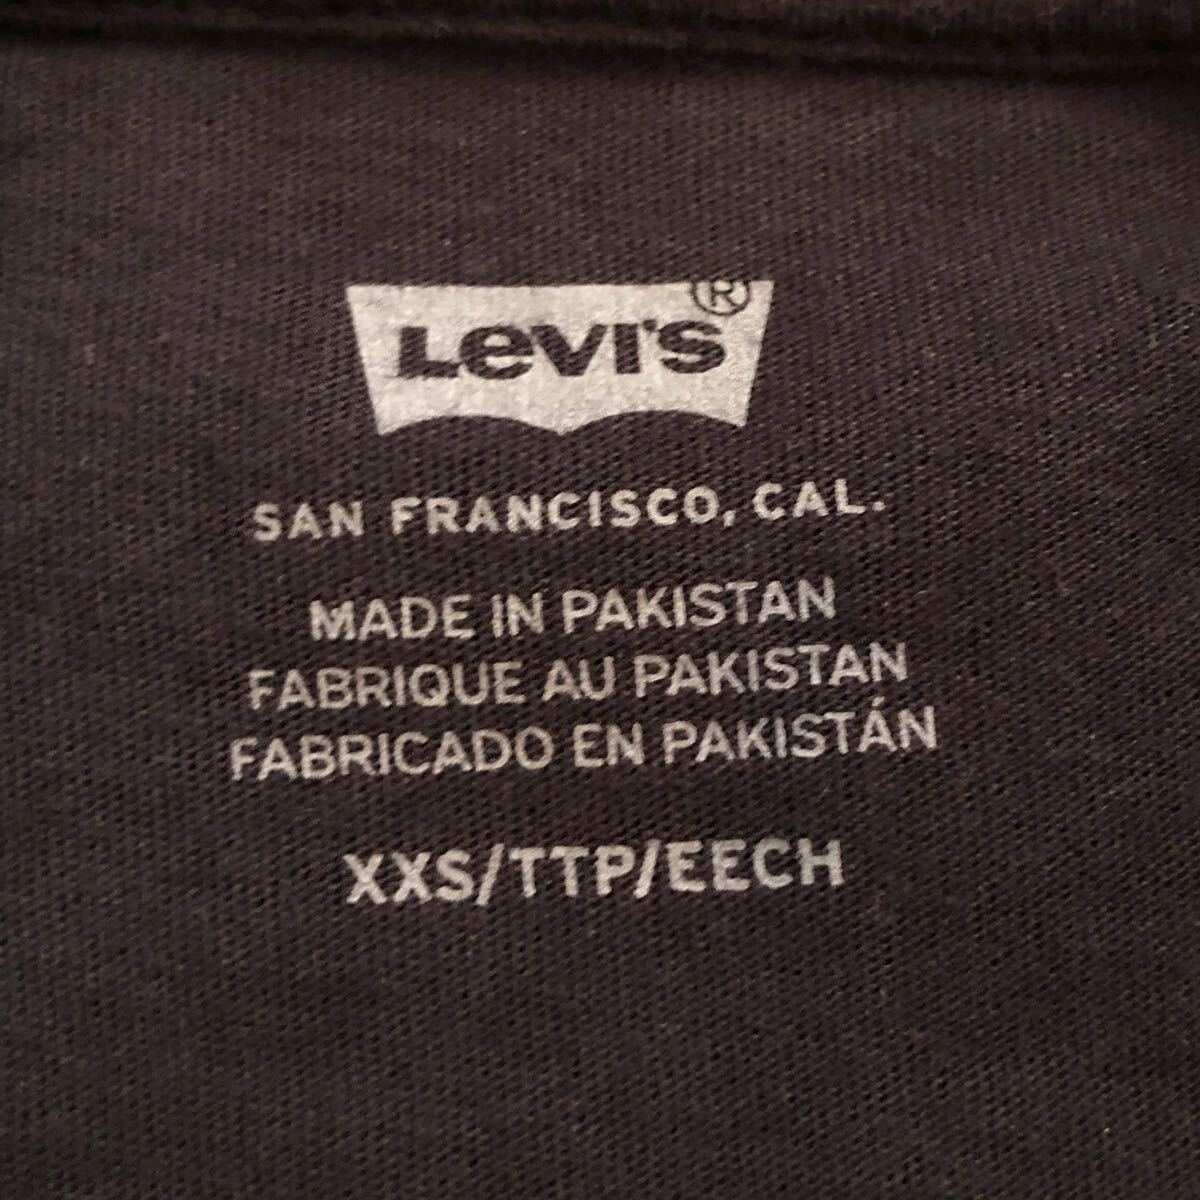 Levi's®
SAN FRANCISCO, CAL.
MADE IN PAKISTAN
FABRIQUE AU PAKISTAN
FABRICADO EN PAKISTÁN
XXS/TTP/EECH